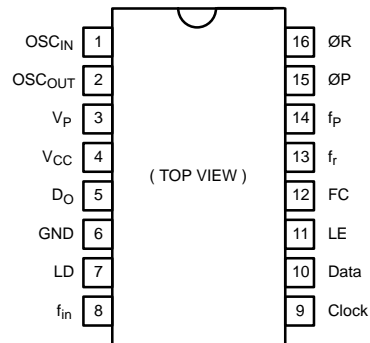 OSCIN 1 16 ØR
OSCOUT 2 15 ØP
VP 3 14 fP
VCC 4 13 fr
( TOP VIEW )
DO 5 12 FC
GND 6 11 LE
LD 7 10 Data
fin 8 9 Clock